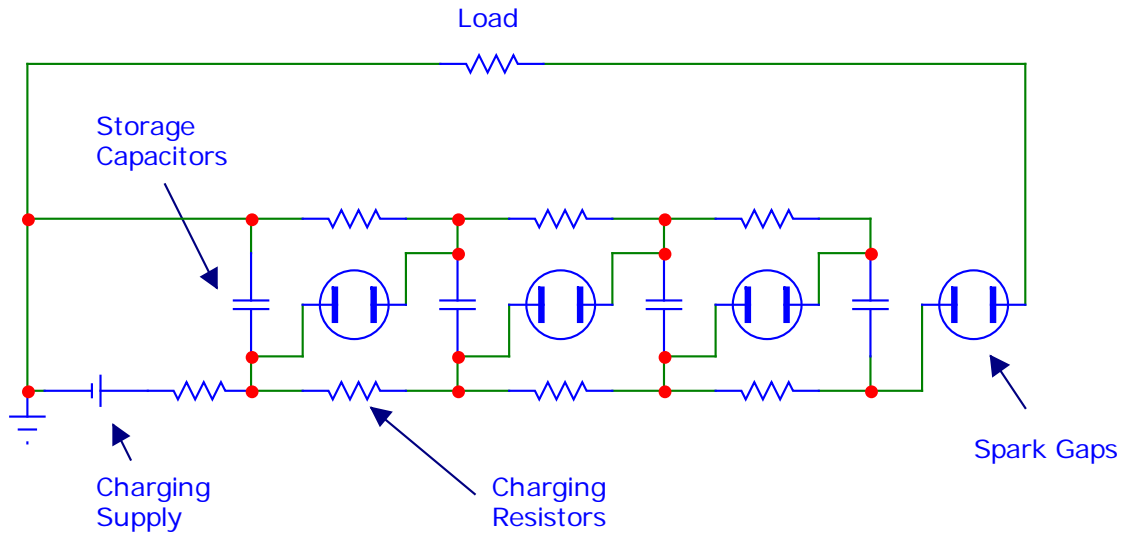 Load
Storage
Capacitors
Spark Gaps
Charging
Supply
Charging
Resistors